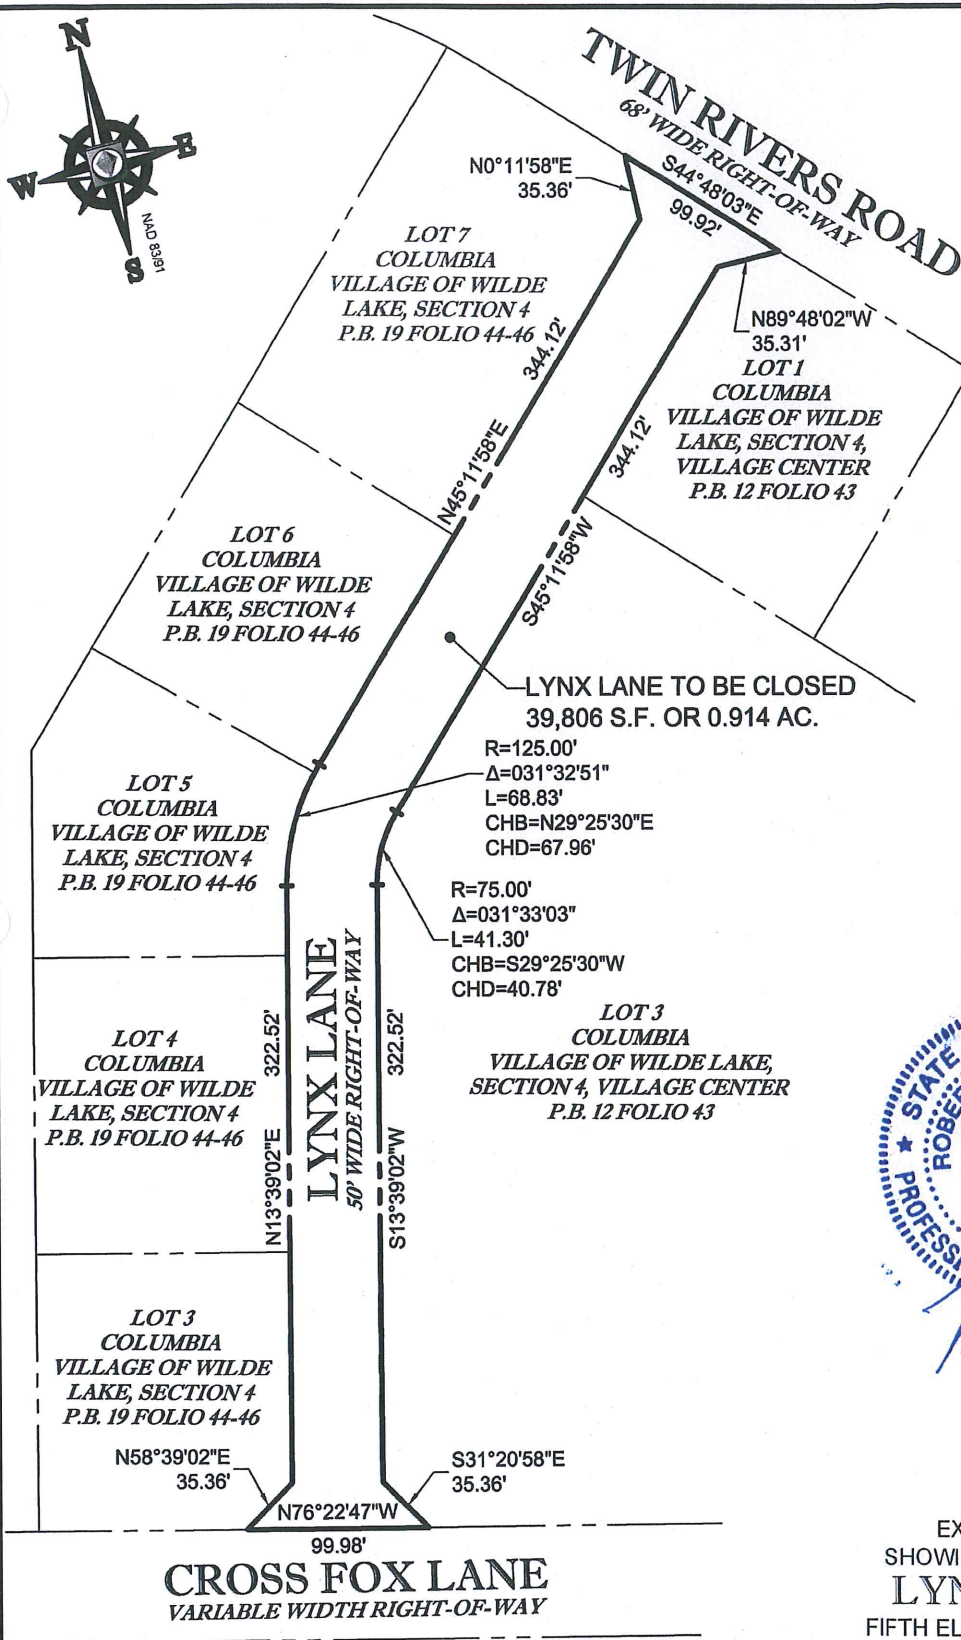 N
E
W
S
NAD 83/91
TWIN RIVERS ROAD
68' WIDE RIGHT-OF-WAY
S44°48'03"E
99.92'
N0°11'58"E
35.36'
LOT 7
COLUMBIA
VILLAGE OF WILDE
LAKE, SECTION 4
P.B. 19 FOLIO 44-46
344.12'
N45°11'58"E
N89°48'02"W
35.31'
LOT 1
COLUMBIA
VILLAGE OF WILDE
LAKE, SECTION 4,
VILLAGE CENTER
P.B. 12 FOLIO 43
344.12'
S45°11'58"W
LOT 6
COLUMBIA
VILLAGE OF WILDE
LAKE, SECTION 4
P.B. 19 FOLIO 44-46
LYNX LANE TO BE CLOSED
39,806 S.F. OR 0.914 AC.
R=125.00'
Δ=031°32'51"
L=68.83'
CHB=N29°25'30"E
CHD=67.96'
LOT 5
COLUMBIA
VILLAGE OF WILDE
LAKE, SECTION 4
P.B. 19 FOLIO 44-46
R=75.00'
Δ=031°33'03"
L=41.30'
CHB=S29°25'30"W
CHD=40.78'
LYNX LANE
50' WIDE RIGHT-OF-WAY
322.52'
N13°39'02"E
322.52'
S13°39'02"W
LOT 3
COLUMBIA
VILLAGE OF WILDE LAKE,
SECTION 4, VILLAGE CENTER
P.B. 12 FOLIO 43
LOT 4
COLUMBIA
VILLAGE OF WILDE
LAKE, SECTION 4
P.B. 19 FOLIO 44-46
STATE
ROBE
PROFESS
LOT 3
COLUMBIA
VILLAGE OF WILDE
LAKE, SECTION 4
P.B. 19 FOLIO 44-46
N58°39'02"E
35.36'
S31°20'58"E
35.36'
N76°22'47"W
99.98'
CROSS FOX LANE
VARIABLE WIDTH RIGHT-OF-WAY
EX
SHOWI
LYN
FIFTH EL